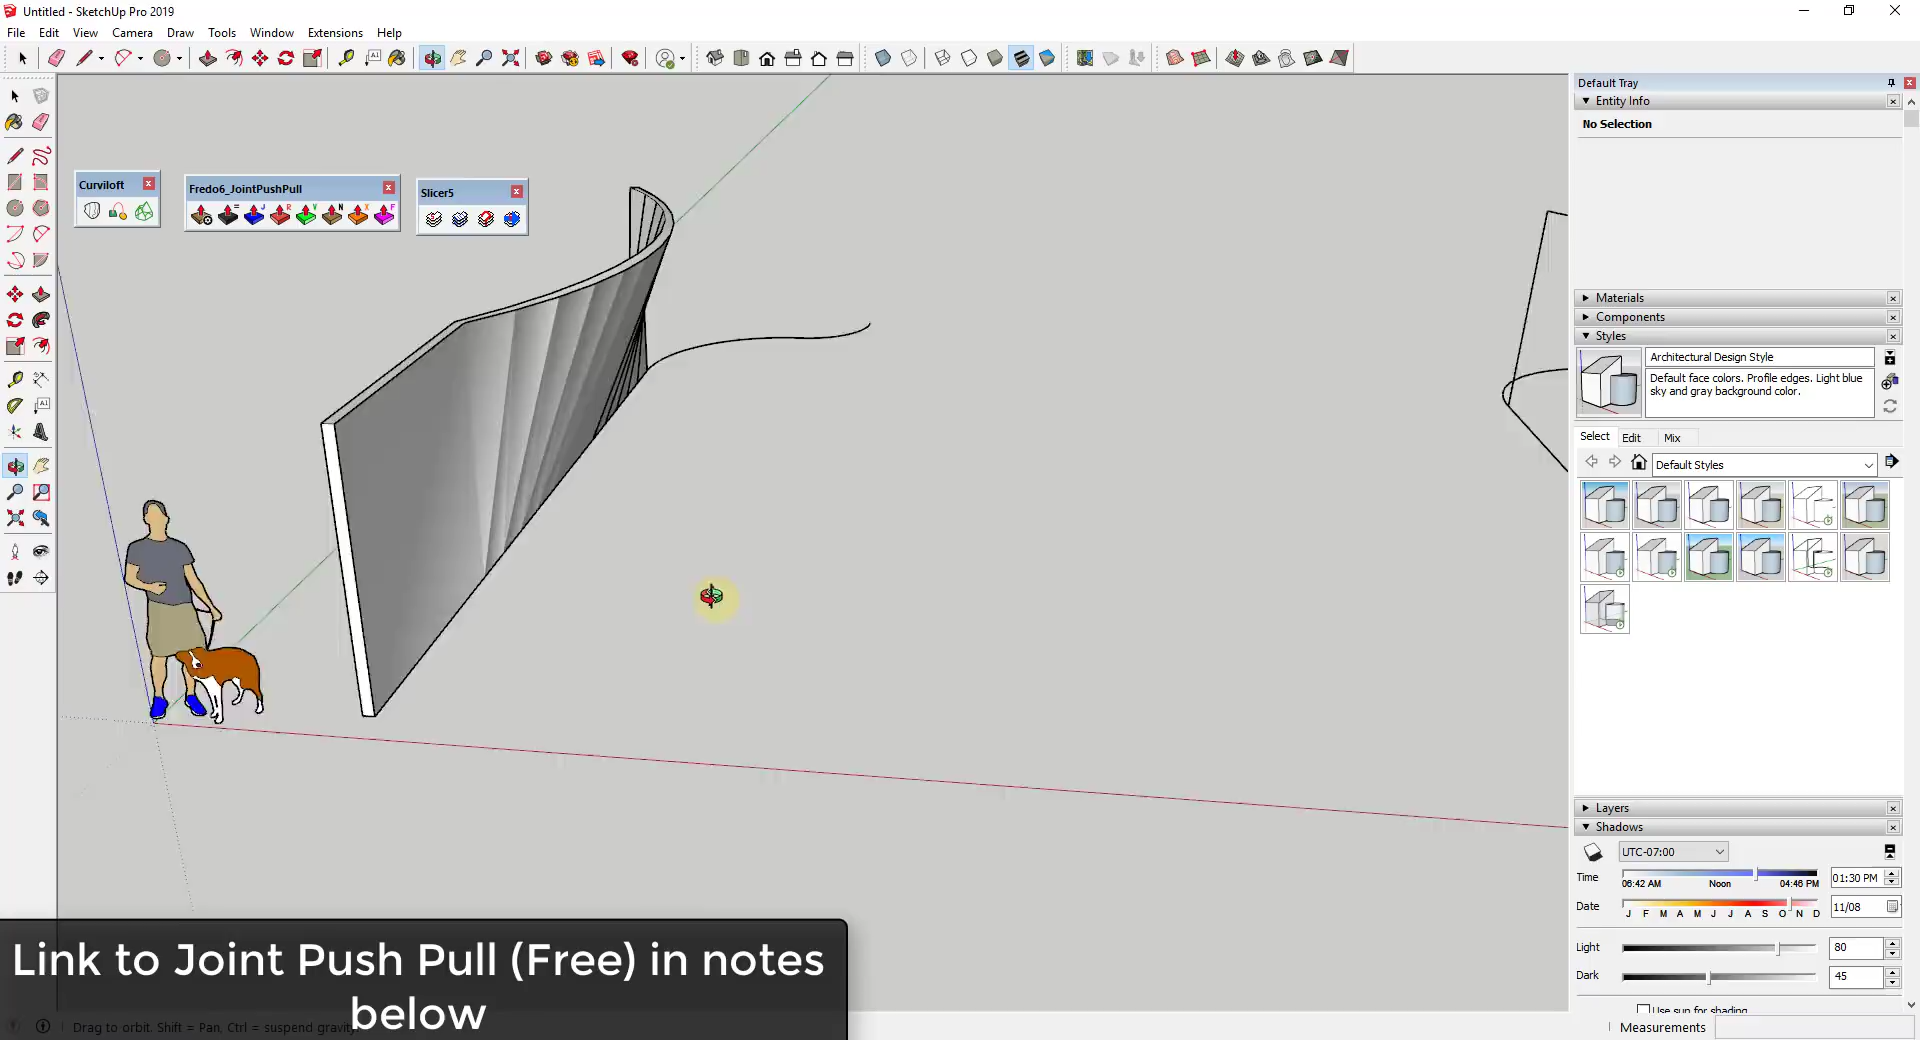 Untitled - SketchUp Pro 2019
File Edit View Camera Draw Tools Window Extensions Help
Default Tray
Entity Info
No Selection
Curviloft
Fredo6_JointPushPull
Slicer5
Materials
Components
Styles
Architectural Design Style
Default face colors. Profile edges. Light blue
sky and gray background color.
Select Edit Mix
Default Styles
Layers
Shadows
UTC-07:00
Time
06:42 AM Noon 04:46 PM
01:30 PM
Date
J F M A M J J A S O N D
11/08
Light
80
Dark
45
Use sun for shading
Link to Joint Push Pull (Free) in notes
below
Drag to orbit. Shift = Pan, Ctrl = suspend gravity.
Measurements